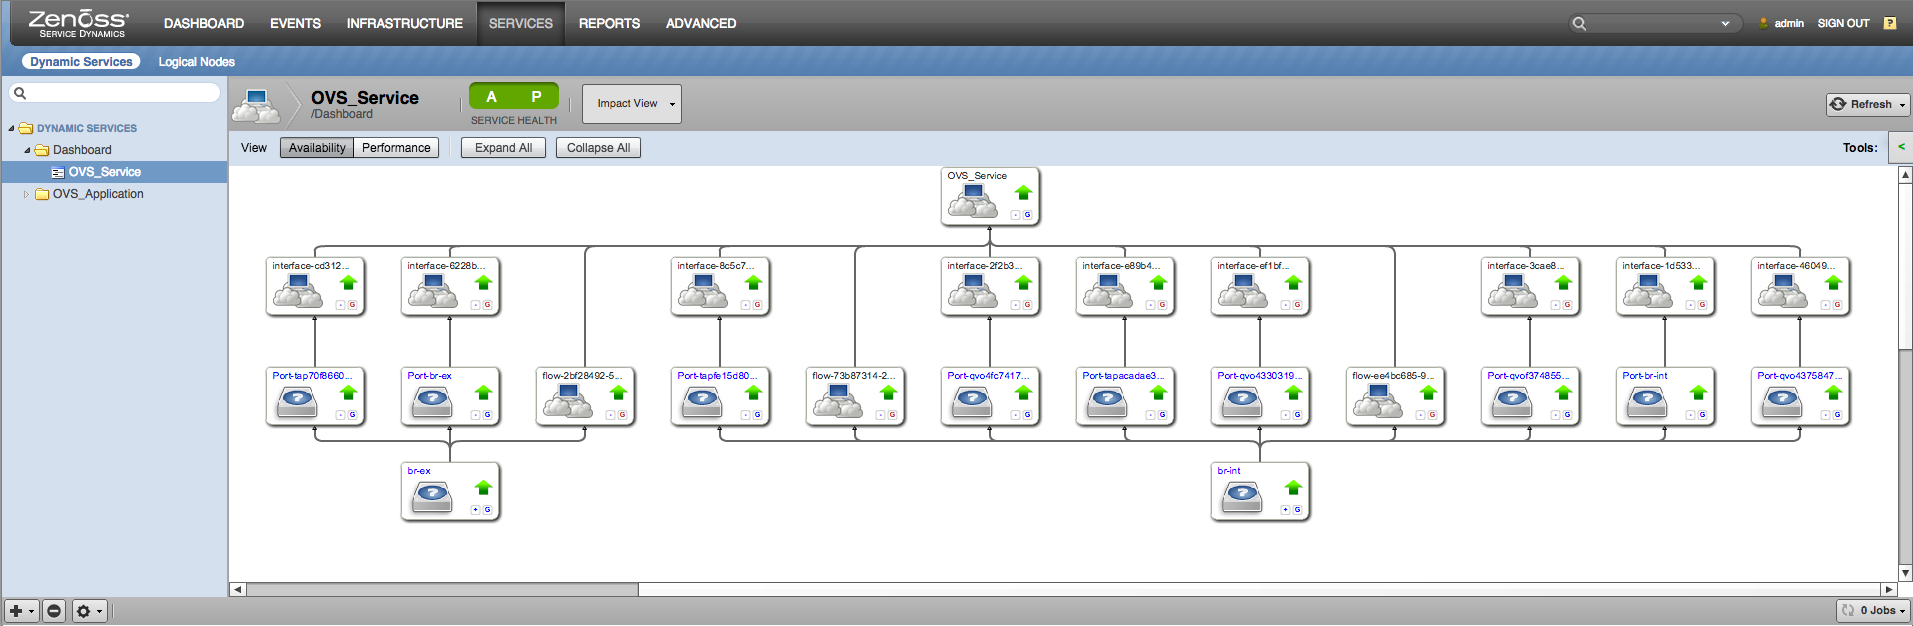 Zenoss
SERVICE DYNAMICS
DASHBOARD EVENTS INFRASTRUCTURE SERVICES REPORTS ADVANCED
admin SIGN OUT ?
Dynamic Services Logical Nodes
OVS_Service
/Dashboard
A P
SERVICE HEALTH
Impact View
Refresh
DYNAMIC SERVICES
Dashboard
OVS_Service
OVS_Application
View Availability Performance Expand All Collapse All Tools: <
OVS_Service
- G
interface-cd312... interface-6228b... interface-8c5c7... interface-2f2b3... interface-e89b4... interface-ef1bf... interface-3cae8... interface-1d533... interface-46049...
- G - G - G - G - G - G - G - G - G
Port-tap70f8660... Port-br-ex flow-2bf28492-5... Port-tapfe15d80... flow-73b87314-2... Port-qvo4fc7417... Port-tapacadae3... Port-qvo4330319... flow-ee4bc685-9... Port-qvof374855... Port-br-int Port-qvo4375847...
? ? ? ? ? ? ? ? ?
- G - G - G - G - G - G - G - G - G - G - G - G
br-ex br-int
? ?
+ G + G
0 Jobs